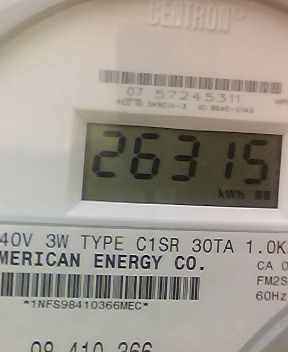 CENTRON
07 57245311
26315
kWh
40V 3W TYPE C1SR 30TA 1.0K
MERICAN ENERGY CO.
CA 0
FM2S
*1NFS98410366MEC*
60Hz
98 410 366